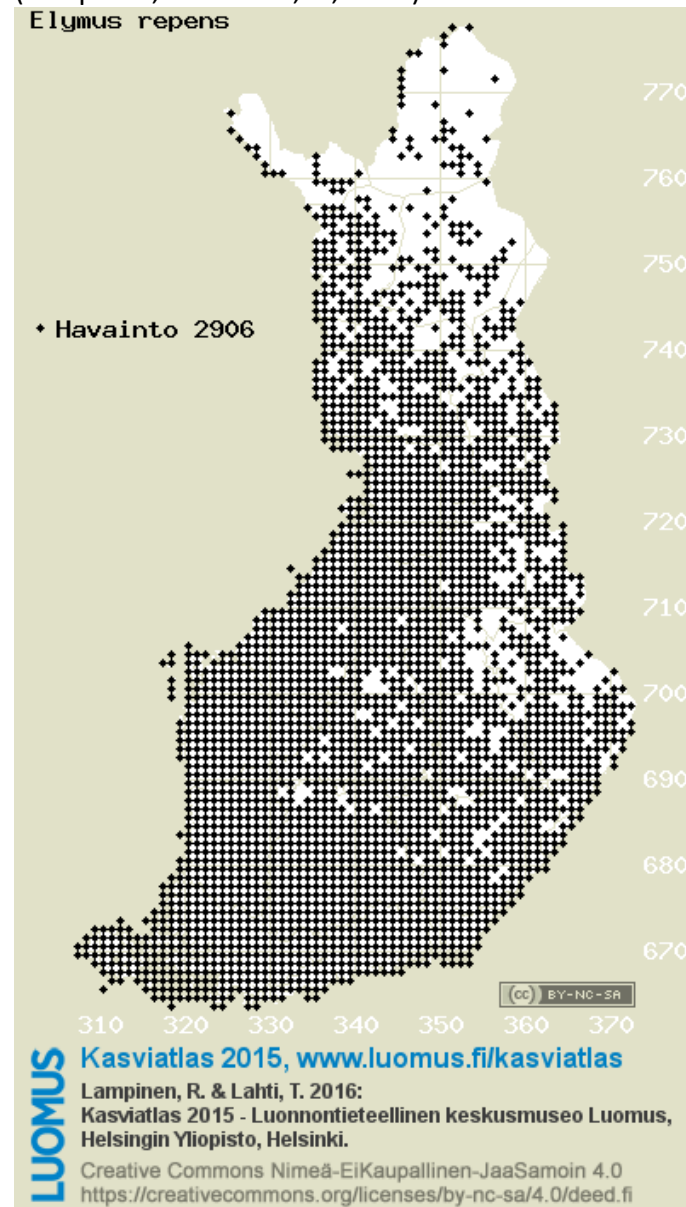 Elymus repens
770
760
750
Havainto 2906
740
730
720
710
700
690
680
670
(cc) BY-NC-SA
310 320 330 340 350 360 370
LUOMUS
Kasviatlas 2015, www.luomus.fi/kasviatlas
Lampinen, R. & Lahti, T. 2016:
Kasviatlas 2015 - Luonnontieteellinen keskusmuseo Luomus,
Helsingin Yliopisto, Helsinki.
Creative Commons Nimeä-EiKaupallinen-JaaSamoin 4.0
https://creativecommons.org/licenses/by-nc-sa/4.0/deed.fi